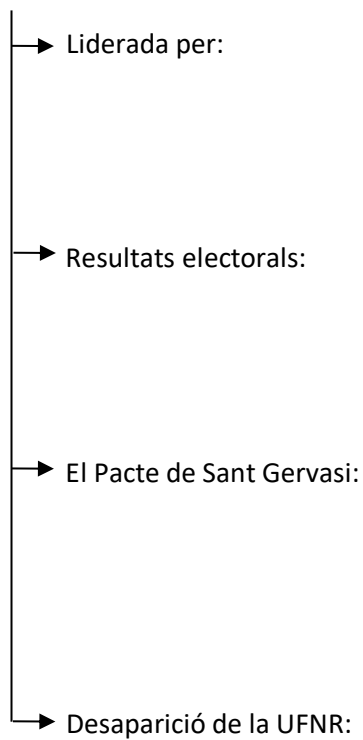 Liderada per:
Resultats electorals:
El Pacte de Sant Gervasi:
Desaparició de la UFNR: